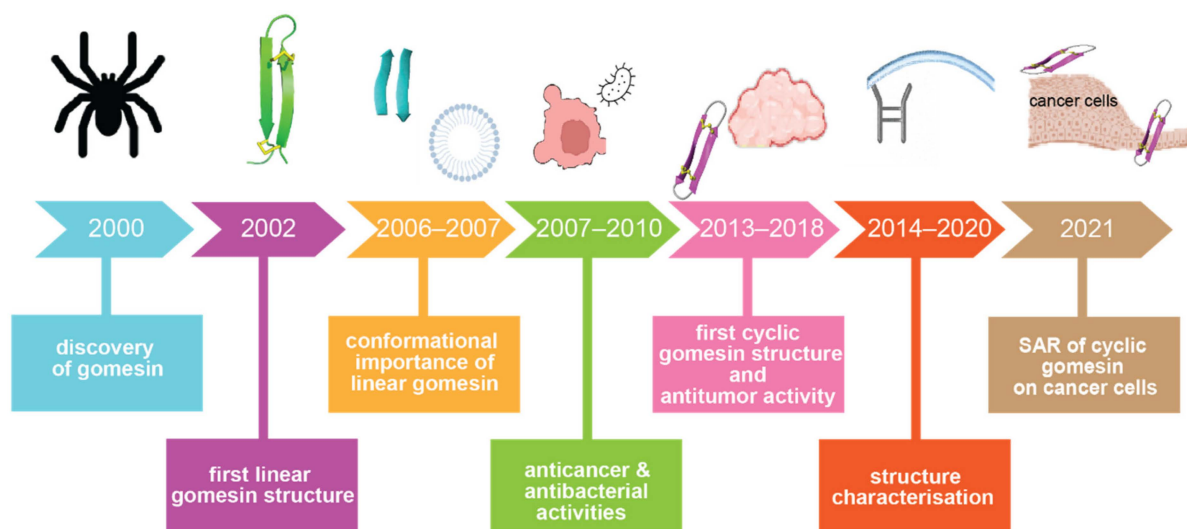 cancer cells
2000
2002
2006–2007
2007–2010
2013–2018
2014–2020
2021
discovery
of gomesin
first linear
gomesin structure
conformational
importance of
linear gomesin
anticancer &
antibacterial
activities
first cyclic
gomesin structure
and
antitumor activity
structure
characterisation
SAR of cyclic
gomesin
on cancer cells